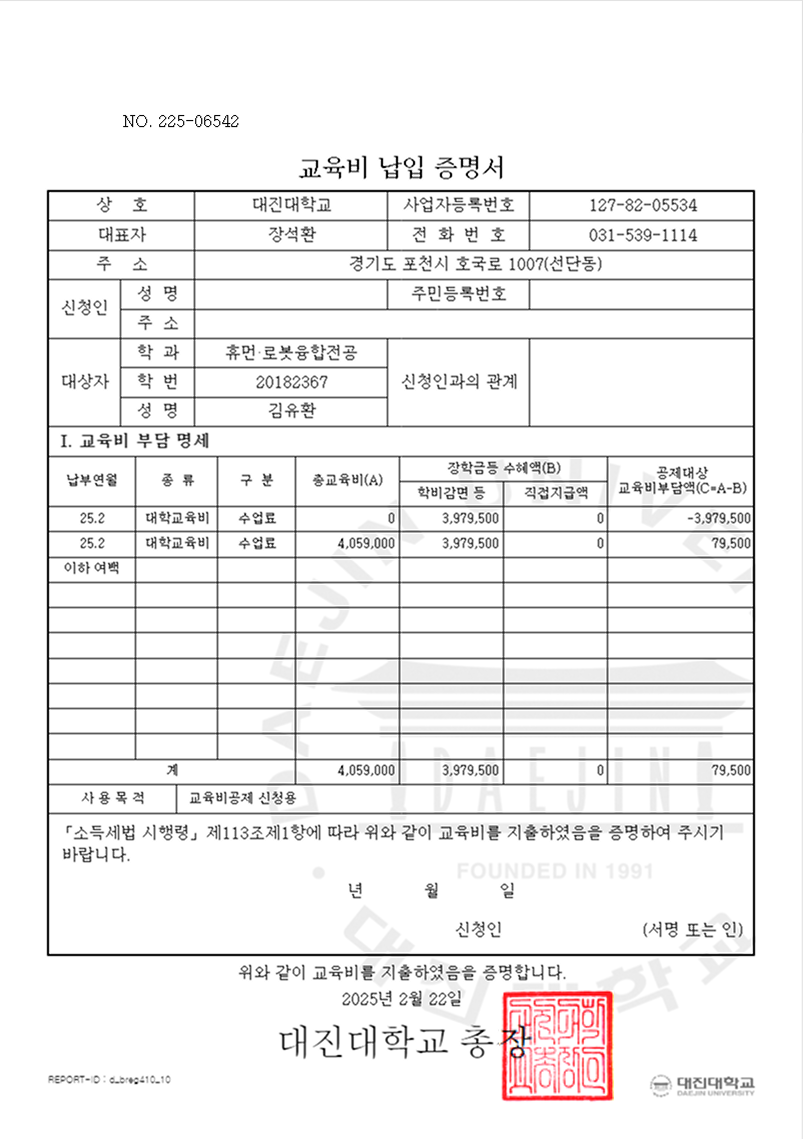 NO. 225-06542
교육비 납입 증명서
상 호 대진대학교 사업자등록번호 127-82-05534
대표자 장석환 전 화 번 호 031-539-1114
주 소 경기도 포천시 호국로 1007(선단동)
신청인 성 명 주민등록번호
주 소
대상자 학 과 휴먼·로봇융합전공 신청인과의 관계
학 번 20182367
성 명 김유환
I. 교육비 부담 명세
납부연월 종 류 구 분 총교육비(A) 장학금등 수혜액(B) 공제대상
교육비부담액(C=A-B)
학비감면 등 직접지급액
25.2 대학교육비 수업료 0 3,979,500 0 -3,979,500
25.2 대학교육비 수업료 4,059,000 3,979,500 0 79,500
이하 여백
계 4,059,000 3,979,500 0 79,500
사 용 목 적 교육비공제 신청용
「소득세법 시행령」 제113조제1항에 따라 위와 같이 교육비를 지출하였음을 증명하여 주시기
바랍니다.
년 월 일
신청인 (서명 또는 인)
위와 같이 교육비를 지출하였음을 증명합니다.
2025년 2월 22일
대진대학교 총장
REPORT-ID : d_breg410_10
대진대학교
DAEJIN UNIVERSITY
DAEJIN UNIVE
DAEJIN
FOUNDED IN 1991
대진대학교